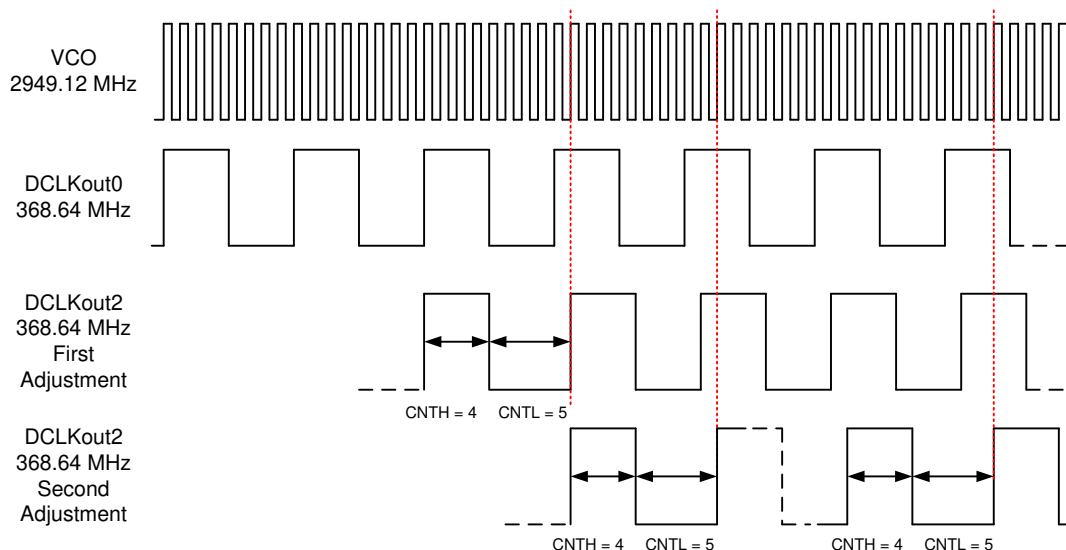 VCO
2949.12 MHz
DCLKout0
368.64 MHz
DCLKout2
368.64 MHz
First
Adjustment
CNTH = 4
CNTL = 5
DCLKout2
368.64 MHz
Second
Adjustment
CNTH = 4
CNTL = 5
CNTH = 4
CNTL = 5